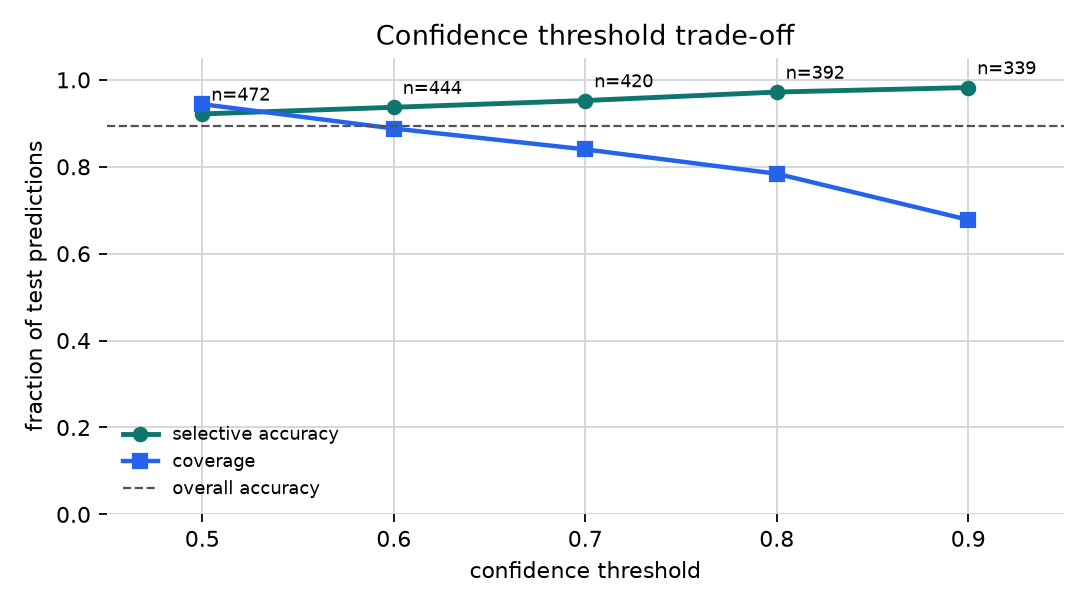 Confidence threshold trade-off
fraction of test predictions
1.0
0.8
0.6
0.4
0.2
0.0
n=472
n=444
n=420
n=392
n=339
selective accuracy
coverage
overall accuracy
0.5
0.6
0.7
0.8
0.9
confidence threshold